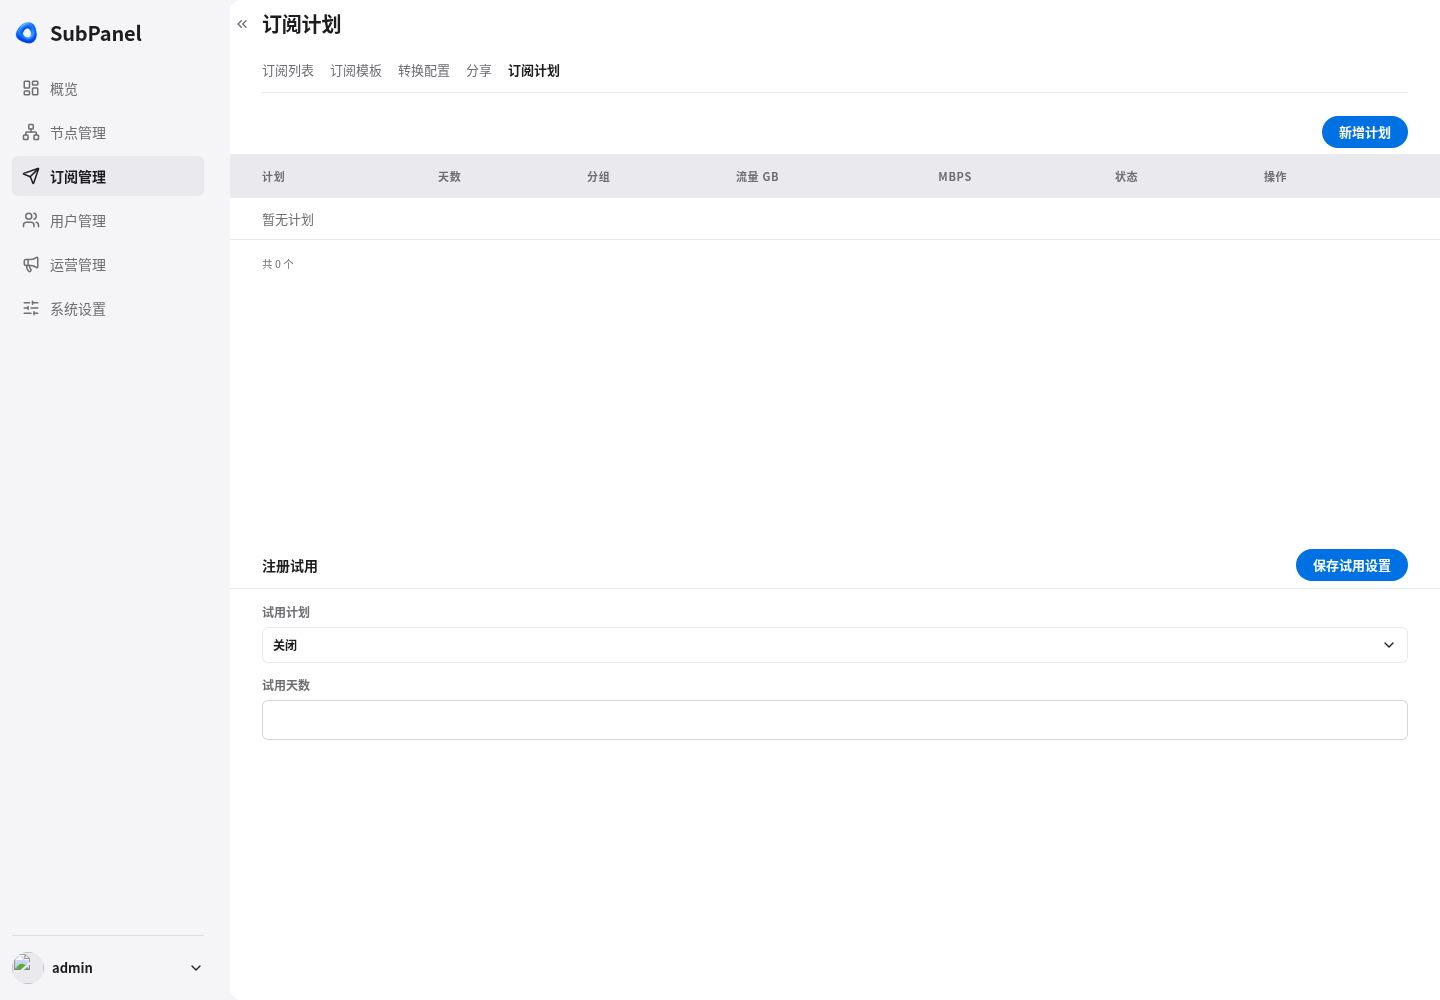 SubPanel
概览
节点管理
订阅管理
用户管理
运营管理
系统设置
admin
订阅计划
订阅列表 订阅模板 转换配置 分享 订阅计划
新增计划
计划 天数 分组 流量 GB MBPS 状态 操作
暂无计划
共 0 个
注册试用
保存试用设置
试用计划
关闭
试用天数